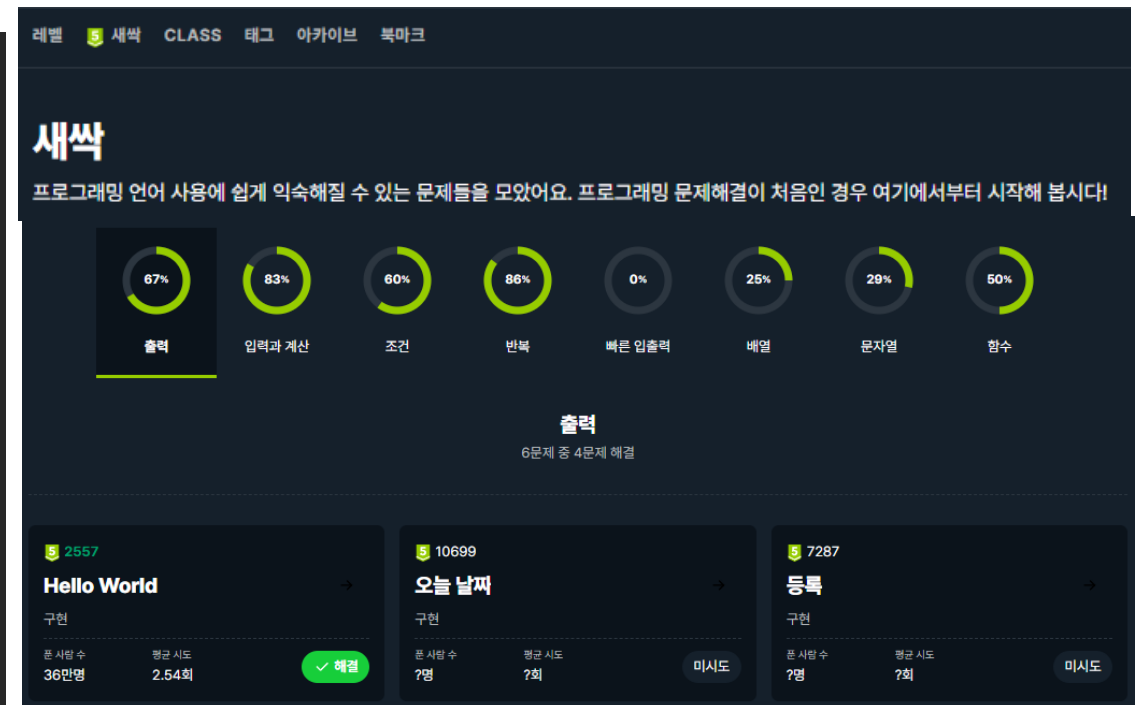 레벨 5 새싹 CLASS 태그 아카이브 북마크
새싹
프로그래밍 언어 사용에 쉽게 익숙해질 수 있는 문제들을 모았어요. 프로그래밍 문제해결이 처음인 경우 여기에서부터 시작해 봅시다!
67% 83% 60% 86% 0% 25% 29% 50%
출력 입력과 계산 조건 반복 빠른 입출력 배열 문자열 함수
출력
6문제 중 4문제 해결
5 2557
Hello World →
구현
푼 사람 수 평균 시도
36만명 2.54회 ✓ 해결
5 10699
오늘 날짜 →
구현
푼 사람 수 평균 시도
?명 ?회 미시도
5 7287
등록 →
구현
푼 사람 수 평균 시도
?명 ?회 미시도